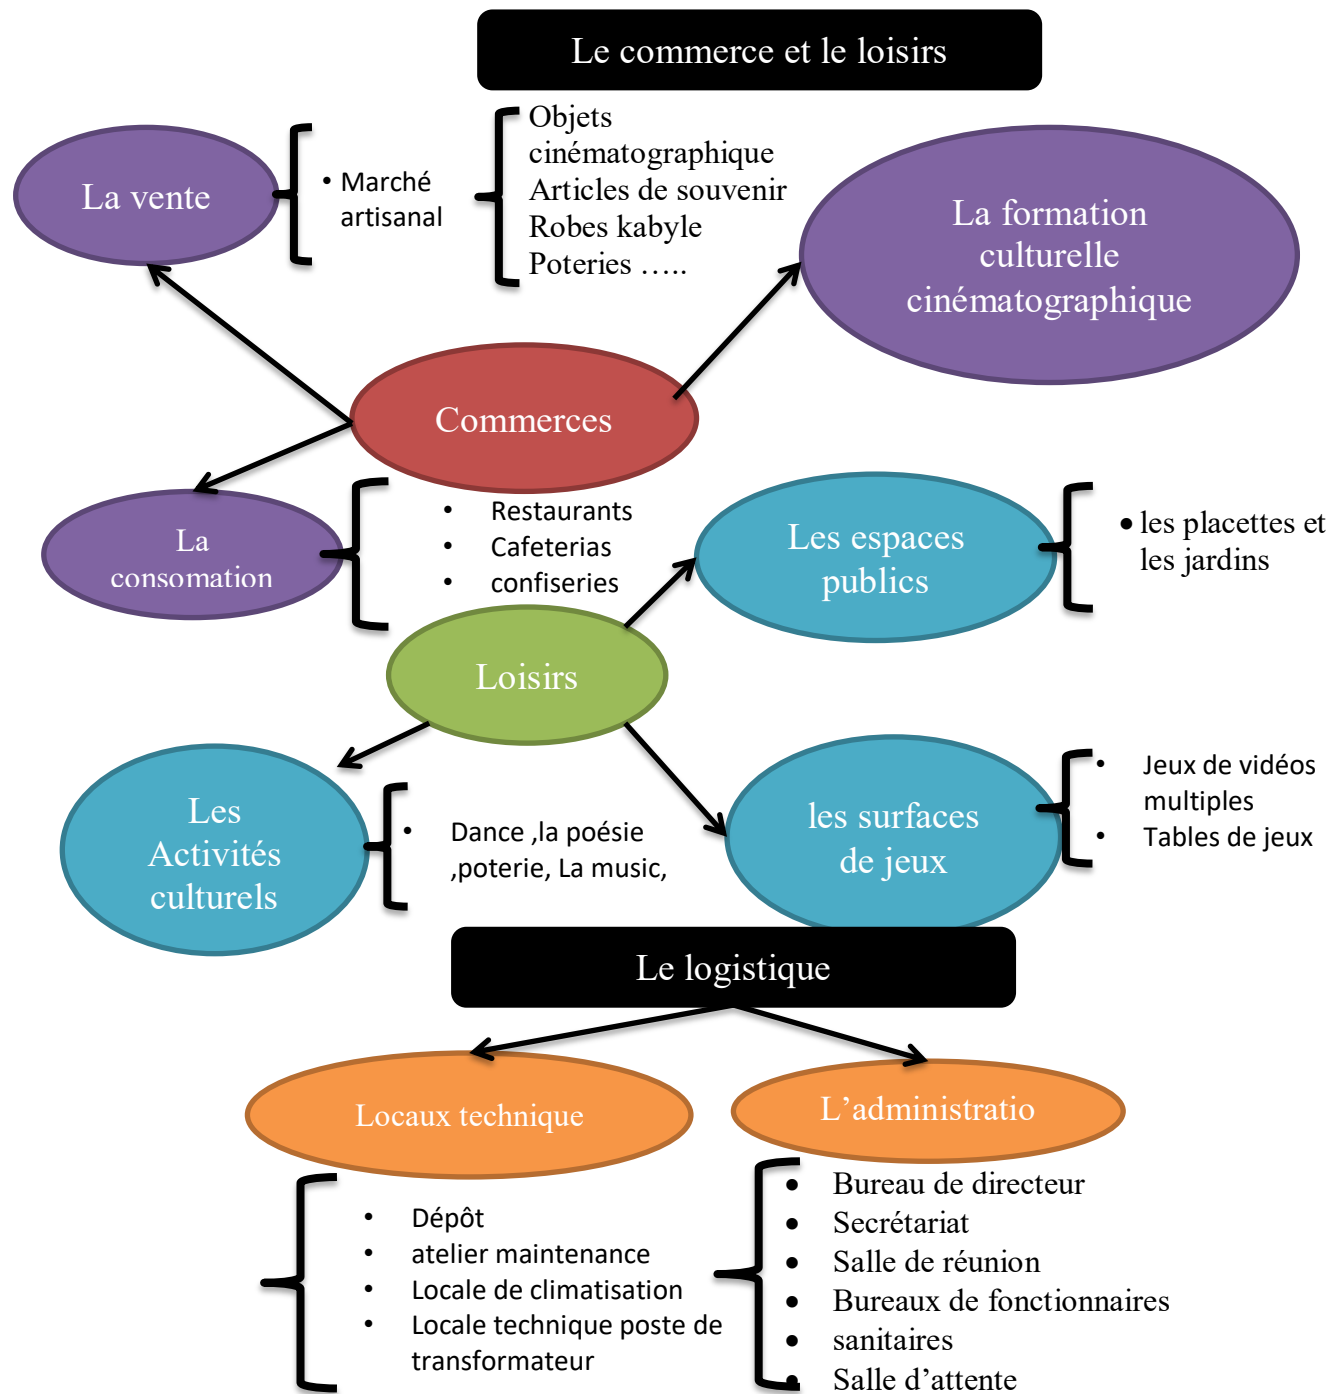 Le commerce et le loisirs
La vente
• Marché
artisanal
Objets
cinématographique
Articles de souvenir
Robes kabyle
Poteries …..
La formation
culturelle
cinématographique
Commerces
La
consomation
• Restaurants
• Cafeterias
• confiseries
Les espaces
publics
• les placettes et
les jardins
Loisirs
Les
Activités
culturels
• Dance ,la poésie
,poterie, La music,
les surfaces
de jeux
• Jeux de vidéos
multiples
• Tables de jeux
Le logistique
Locaux technique
L’administratio
• Dépôt
• atelier maintenance
• Locale de climatisation
• Locale technique poste de
transformateur
• Bureau de directeur
• Secrétariat
• Salle de réunion
• Bureaux de fonctionnaires
• sanitaires
• Salle d’attente